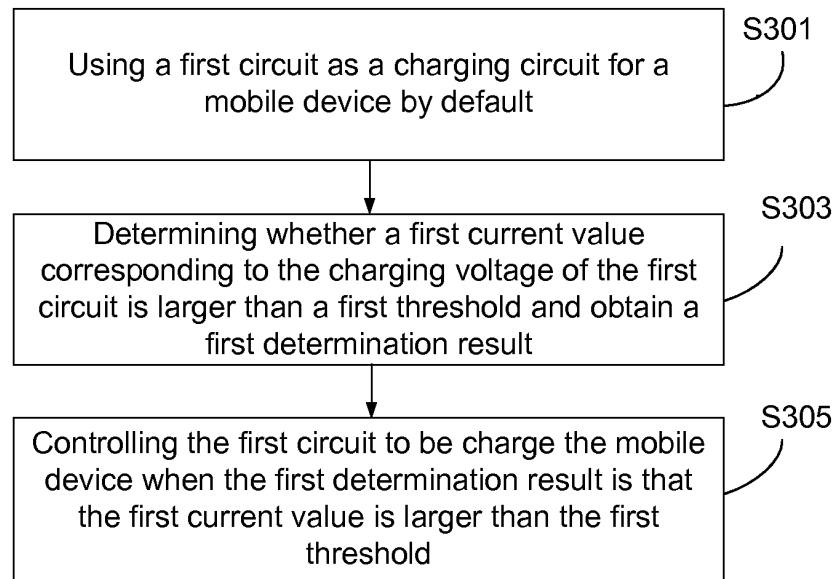 S301
Using a first circuit as a charging circuit for a
mobile device by default
S303
Determining whether a first current value
corresponding to the charging voltage of the first
circuit is larger than a first threshold and obtain a
first determination result
S305
Controlling the first circuit to be charge the mobile
device when the first determination result is that
the first current value is larger than the first
threshold